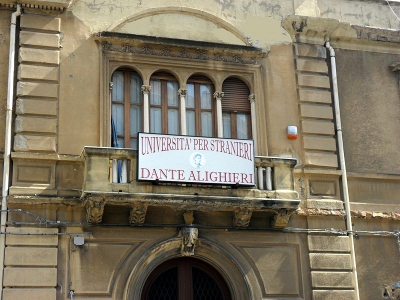 UNIVERSITA' PER STRANIERI
DANTE ALIGHIERI